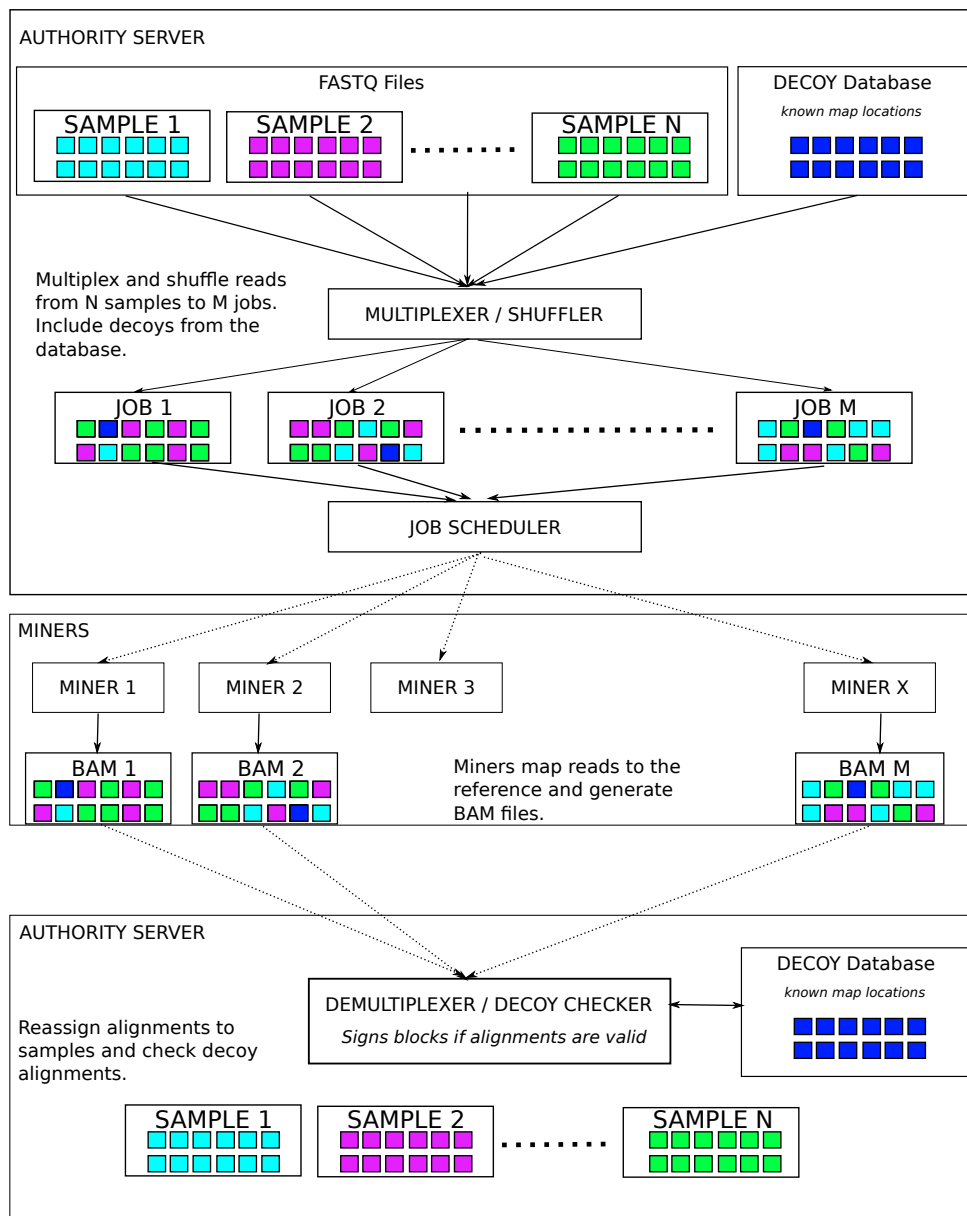 AUTHORITY SERVER
FASTQ Files
DECOY Database
known map locations
SAMPLE 1
SAMPLE 2
SAMPLE N
Multiplex and shuffle reads
from N samples to M jobs.
Include decoys from the
database.
MULTIPLEXER / SHUFFLER
JOB 1
JOB 2
JOB M
JOB SCHEDULER
MINERS
MINER 1
MINER 2
MINER 3
MINER X
BAM 1
BAM 2
Miners map reads to the
reference and generate
BAM files.
BAM M
AUTHORITY SERVER
DEMULTIPLEXER / DECOY CHECKER
Signs blocks if alignments are valid
DECOY Database
known map locations
Reassign alignments to
samples and check decoy
alignments.
SAMPLE 1
SAMPLE 2
SAMPLE N